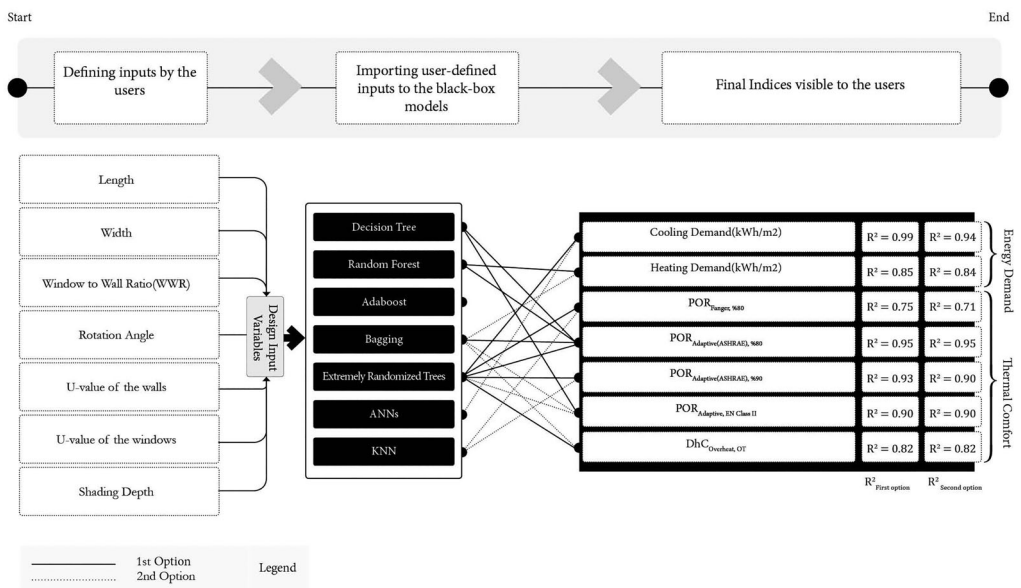 Start
End
Defining inputs by the
users
Importing user-defined
inputs to the black-box
models
Final Indices visible to the users
Length
Width
Window to Wall Ratio(WWR)
Rotation Angle
U-value of the walls
U-value of the windows
Shading Depth
Design Input
Variables
Decision Tree
Random Forest
Adaboost
Bagging
Extremely Randomized Trees
ANNs
KNN
Cooling Demand(kWh/m2) R² = 0.99 R² = 0.94
Heating Demand(kWh/m2) R² = 0.85 R² = 0.84
POR Fanger, %80 R² = 0.75 R² = 0.71
POR Adaptive(ASHRAE), %80 R² = 0.95 R² = 0.95
POR Adaptive(ASHRAE), %90 R² = 0.93 R² = 0.90
POR Adaptive, EN Class II R² = 0.90 R² = 0.90
DhC Overheat, OT R² = 0.82 R² = 0.82
R² First option R² Second option
Energy Demand
Thermal Comfort
1st Option
2nd Option
Legend